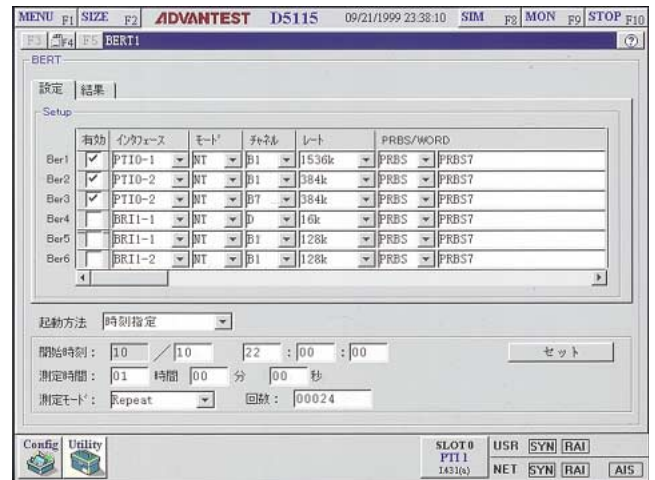 MENU F1 SIZE F2 ADVANTEST D5115 09/21/1999 23:38:10 SIM F8 MON F9 STOP F10
F3 F4 F5 BERT1 ?
BERT
設定 結果
Setup
有効 インタフェース モード チャネル レート PRBS/WORD
Ber1 PTI0-1 NT B1 1536k PRBS PRBS7
Ber2 PTI0-2 NT B1 384k PRBS PRBS7
Ber3 PTI0-2 NT B7 384k PRBS PRBS7
Ber4 BRI1-1 NT D 16k PRBS PRBS7
Ber5 BRI1-1 NT B1 128k PRBS PRBS7
Ber6 BRI1-2 NT B1 128k PRBS PRBS7
起動方法 時刻指定
開始時刻: 10 / 10 22 : 00 : 00 セット
測定時間: 01 時間 00 分 00 秒
測定モード: Repeat 回数: 00024
Config Utility SLOT0 PTI1 I431(a) USR SYN RAI
NET SYN RAI AIS